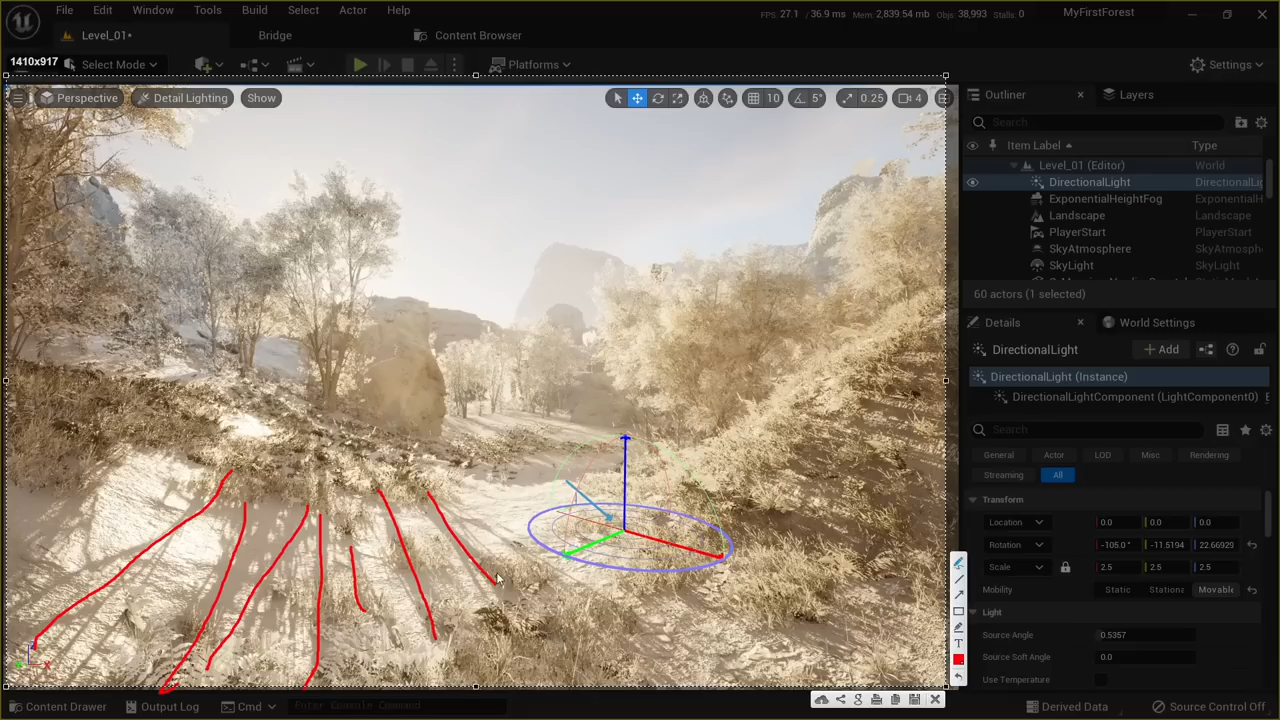 File Edit Window Tools Build Select Actor Help
FPS: 27.1 / 36.9 ms Mem: 2,839.54 mb Objs: 38,993 Stalls: 0
MyFirstForest
Level_01•
Bridge
Content Browser
1410x917
Select Mode
Platforms
Settings
Perspective
Detail Lighting
Show
10
5°
0.25
4
Outliner
Layers
Search
Item Label
Type
Level_01 (Editor)
World
DirectionalLight
DirectionalLig
ExponentialHeightFog
ExponentialH
Landscape
Landscape
PlayerStart
PlayerStart
SkyAtmosphere
SkyAtmosph
SkyLight
SkyLight
60 actors (1 selected)
Details
World Settings
DirectionalLight
+ Add
DirectionalLight (Instance)
DirectionalLightComponent (LightComponent0)
Search
General
Actor
LOD
Misc
Rendering
Streaming
All
Transform
Location
0.0
0.0
0.0
Rotation
-105.0 °
-11.5194
22.66929
Scale
2.5
2.5
2.5
Mobility
Static
Stationa
Movable
Light
Source Angle
0.5357
Source Soft Angle
0.0
Use Temperature
T
X
Content Drawer
Output Log
Cmd
Enter Console Command
Derived Data
Source Control Off